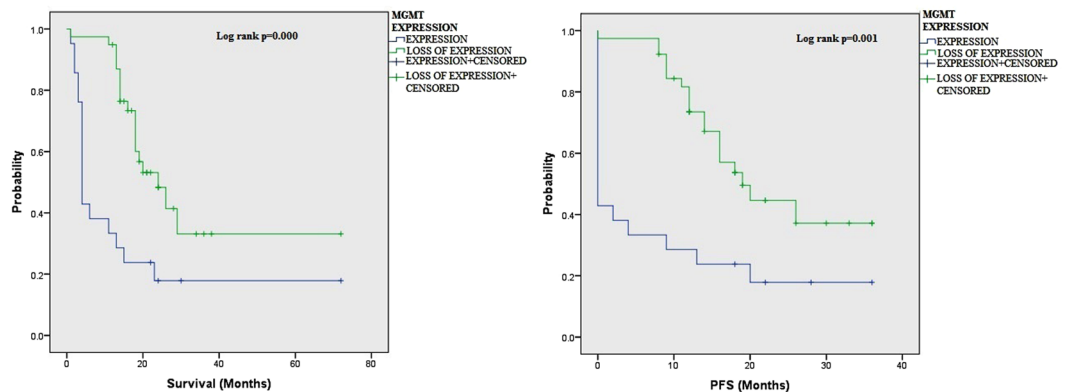 MGMT
EXPRESSION
EXPRESSION
LOSS OF EXPRESSION
EXPRESSION+CENSORED
LOSS OF EXPRESSION+
CENSORED
Log rank p=0.000
Probability
1.0
0.8
0.6
0.4
0.2
0.0
0
20
40
60
80
Survival (Months)
MGMT
EXPRESSION
EXPRESSION
LOSS OF EXPRESSION
EXPRESSION+CENSORED
LOSS OF EXPRESSION+
CENSORED
Log rank p=0.001
Probability
1.0
0.8
0.6
0.4
0.2
0.0
0
10
20
30
40
PFS (Months)